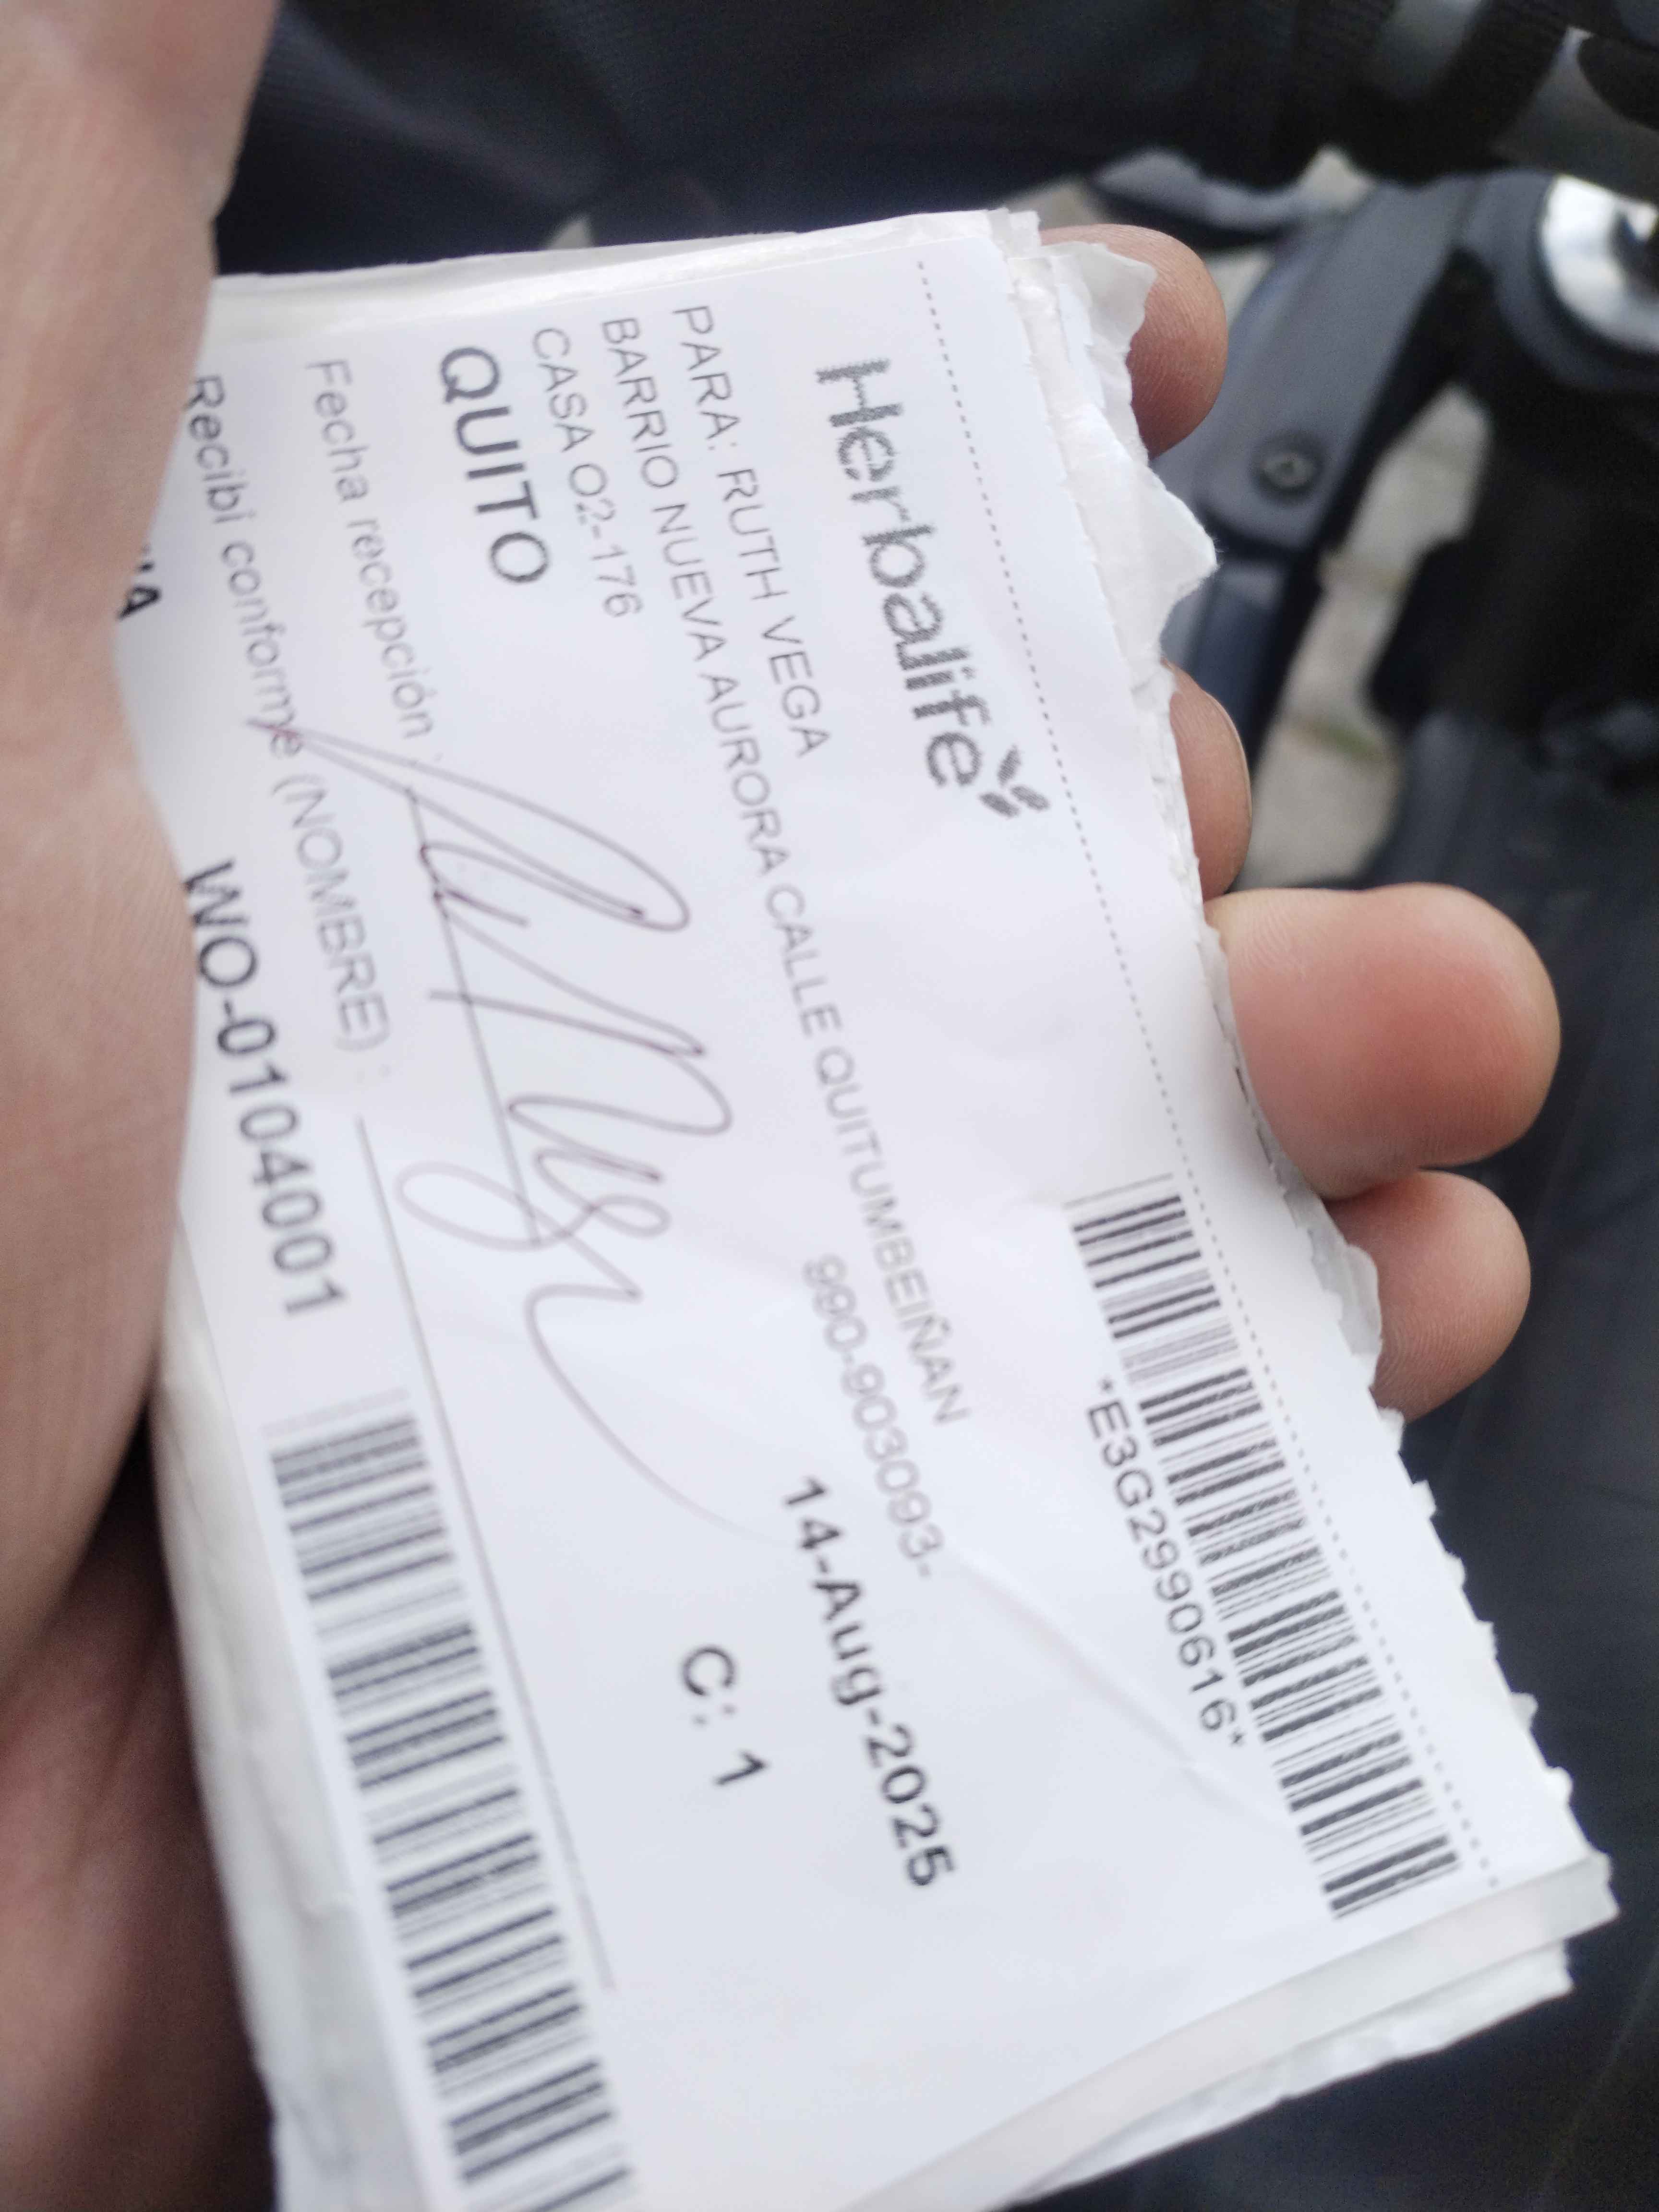 Herbalife
*E3G2990616*
PARA: RUTH VEGA
990-903093-
BARRIO NUEVA AURORA CALLE QUITUMBEIÑAN
CASA O2-176
14-Aug-2025
QUITO
C: 1
Fecha recepción :
Recibi conforme (NOMBRE) :
WO-0104001